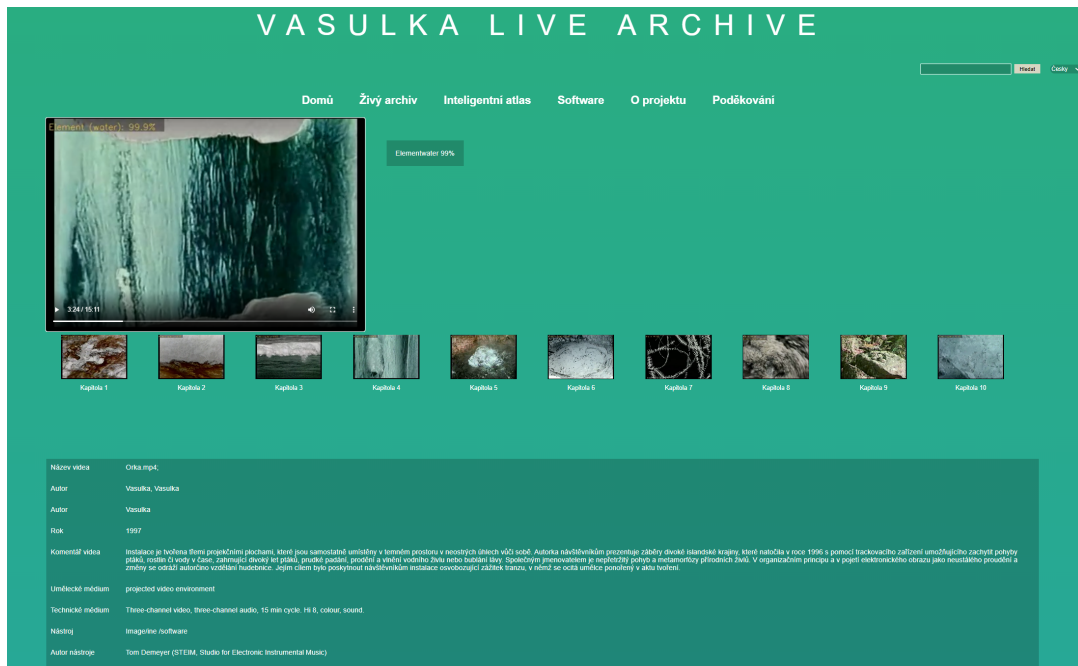 VASULKA LIVE ARCHIVE
Hledat Česky
Domů Živý archiv Inteligentní atlas Software O projektu Poděkování
Element (water): 99.9%
Elementwater 99%
3:24 / 15:11
Kapitola 1 Kapitola 2 Kapitola 3 Kapitola 4 Kapitola 5 Kapitola 6 Kapitola 7 Kapitola 8 Kapitola 9 Kapitola 10
Název videa Orka.mp4;
Autor Vasulka, Vasulka
Autor Vasulka
Rok 1997
Komentář videa Instalace je tvořena třemi projekčními plochami, které jsou samostatně umístěny v temném prostoru v neostrých úhlech vůči sobě. Autorka návštěvníkům prezentuje záběry divoké islandské krajiny, které natočila v roce 1996 s pomocí trackovacího zařízení umožňujícího zachytit pohyby
ptáků, rostlin či vody v čase, zahrnující divoký let ptáků, prudké padání, prodění a vlnění vodního živlu nebo bublání lávy. Společným jmenovatelem je nepřetržitý pohyb a metamorfózy přírodních živlů. V organizačním principu a v pojetí elektronického obrazu jako neustálého proudění a
změny se odráží autorčino vzdělání hudebnice. Jejím cílem bylo poskytnout návštěvníkům instalace osvobozující zážitek tranzu, v němž se ocitá umělce ponořený v aktu tvoření.
Umělecké médium projected video environment
Technické médium Three-channel video, three-channel audio, 15 min cycle. Hi 8, colour, sound.
Nástroj Image/ine /software
Autor nástroje Tom Demeyer (STEIM, Studio for Electronic Instrumental Music)